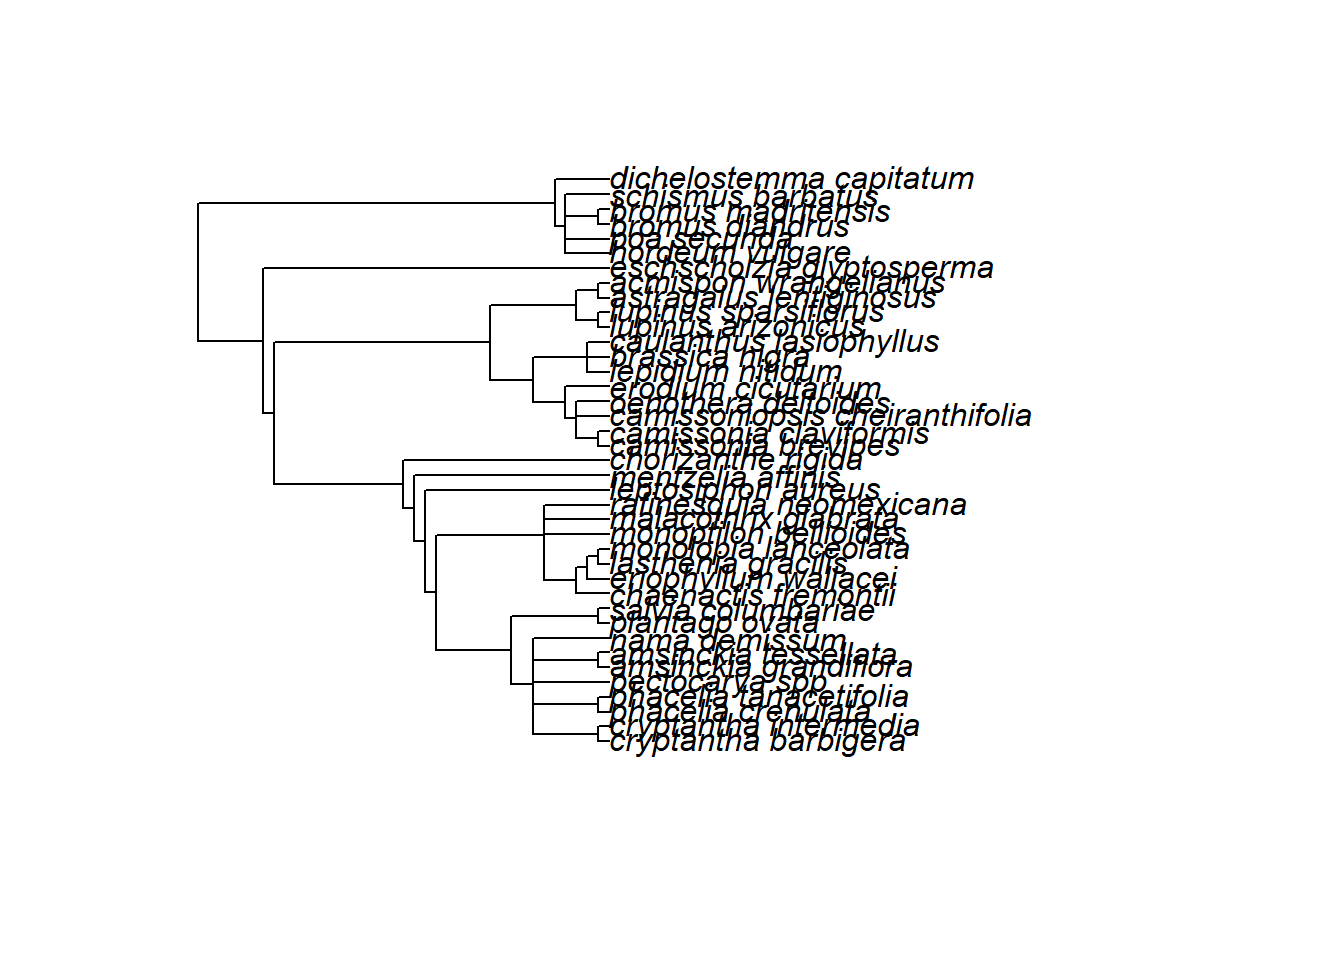 dichelostemma capitatum
schismus barbatus
bromus madritensis
bromus diandrus
poa secunda
hordeum vulgare
eschscholzia glyptosperma
acmispon wrangelianus
astragalus lentiginosus
lupinus sparsiflorus
lupinus arizonicus
caulanthus lasiophyllus
brassica nigra
lepidium nitidum
erodium cicutarium
oenothera deltoides
camissoniopsis cheiranthifolia
camissonia claviformis
camissonia brevipes
chorizanthe rigida
mentzelia affinis
leptosiphon aureus
rafinesquia neomexicana
malacothrix glabrata
monoptilon bellioides
monolopia lanceolata
lasthenia gracilis
eriophyllum wallacei
chaenactis fremontii
salvia columbariae
plantago ovata
nama demissum
amsinckia tessellata
amsinckia grandiflora
pectocarya spp
phacelia tanacetifolia
phacelia crenulata
cryptantha intermedia
cryptantha barbigera